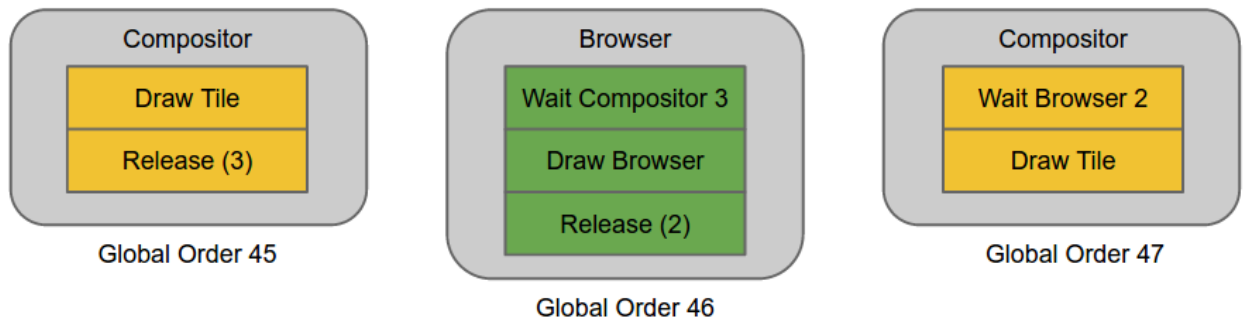 Compositor
Draw Tile
Release (3)
Global Order 45
Browser
Wait Compositor 3
Draw Browser
Release (2)
Global Order 46
Compositor
Wait Browser 2
Draw Tile
Global Order 47